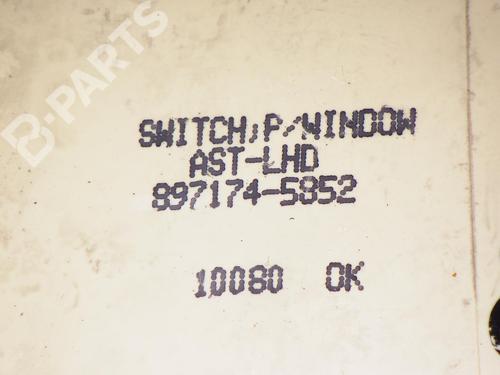 B-PARTS
SWITCH;P/WINDOW
AST-LHD
897174-5852
10080 OK